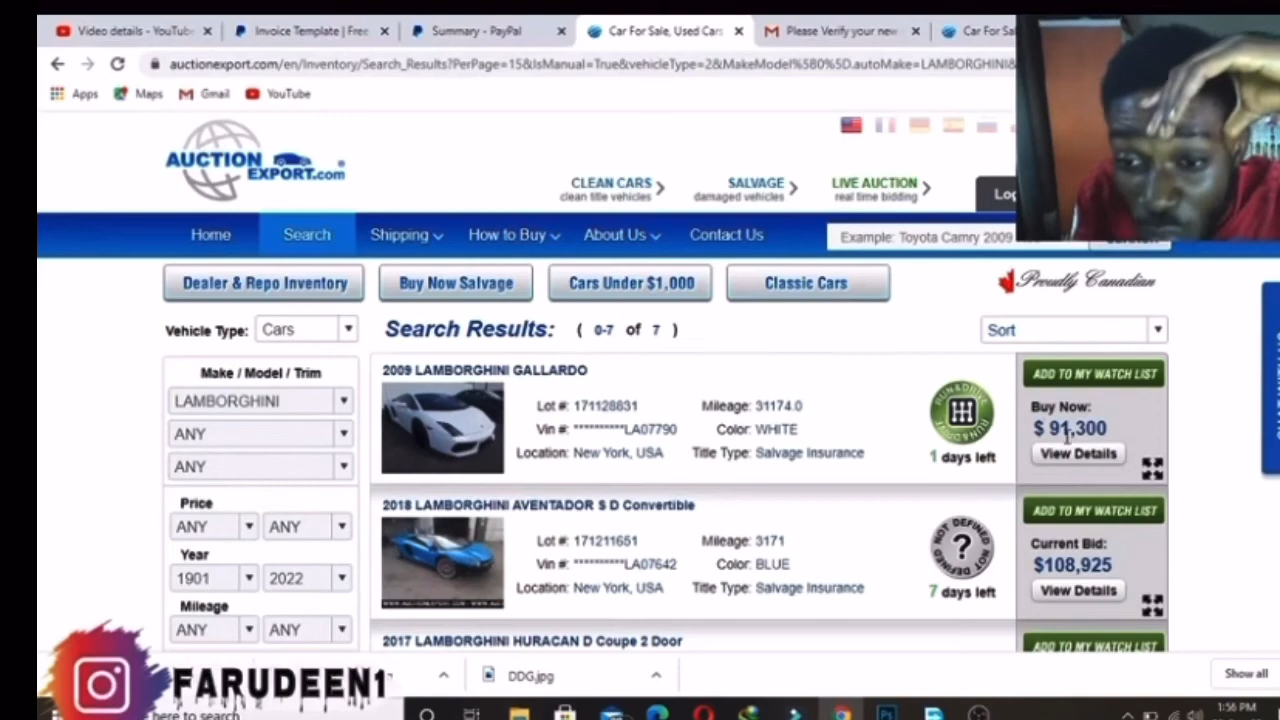 Video details - YouTube
Invoice Template | Free
Summary - PayPal
Car For Sale, Used Cars
Please Verify your new
Car For Sal
auctionexport.com/en/Inventory/Search_Results?PerPage=15&IsManual=True&vehicleType=2&MakeModel%5B0%5D.autoMake=LAMBORGHINI&
Apps Maps Gmail YouTube
AUCTION
EXPORT.com
CLEAN CARS
clean title vehicles
SALVAGE
damaged vehicles
LIVE AUCTION
real time bidding
Log
Home Search Shipping How to Buy About Us Contact Us
Example: Toyota Camry 2009
Dealer & Repo Inventory Buy Now Salvage Cars Under $1,000 Classic Cars
Proudly Canadian
Vehicle Type: Cars
Search Results: ( 0-7 of 7 )
Sort
Make / Model / Trim
LAMBORGHINI
ANY
ANY
Price
ANY ANY
Year
1901 2022
Mileage
ANY ANY
2009 LAMBORGHINI GALLARDO
Lot #: 171128831 Mileage: 31174.0
Vin #: **********LA07790 Color: WHITE
Location: New York, USA Title Type: Salvage Insurance
RUN & DRIVE RUN & DRIVE
1 days left
ADD TO MY WATCH LIST
Buy Now:
$ 91,300
View Details
2018 LAMBORGHINI AVENTADOR S D Convertible
Lot #: 171211651 Mileage: 3171
Vin #: **********LA07642 Color: BLUE
Location: New York, USA Title Type: Salvage Insurance
NOT DEFINED NOT DEFINED
?
7 days left
ADD TO MY WATCH LIST
Current Bid:
$108,925
View Details
2017 LAMBORGHINI HURACAN D Coupe 2 Door
ADD TO MY WATCH LIST
FARUDEEN1
DDG.jpg
Show all
here to search
1:56 PM